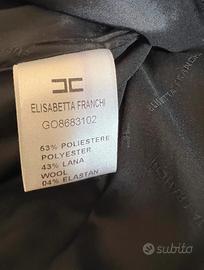 ELISABETTA FRANCHI
GO8683102
53% POLIESTERE
POLYESTER
43% LANA
WOOL
04% ELASTAN
subito